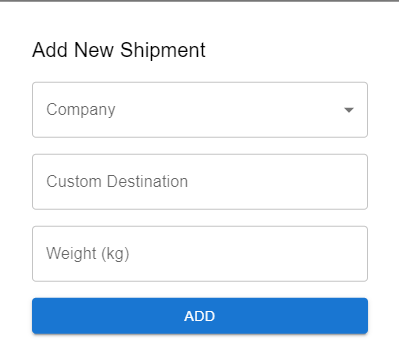 Add New Shipment
Company
Custom Destination
Weight (kg)
ADD